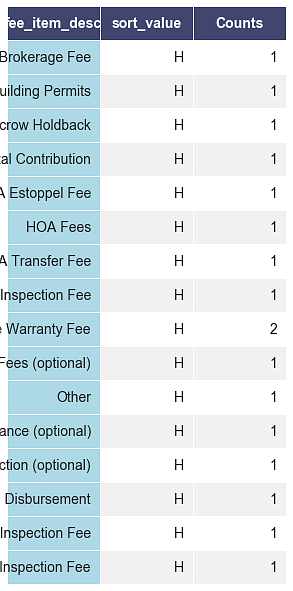 fee_item_desc sort_value Counts
Brokerage Fee H 1
uilding Permits H 1
crow Holdback H 1
tal Contribution H 1
A Estoppel Fee H 1
HOA Fees H 1
A Transfer Fee H 1
Inspection Fee H 1
Warranty Fee H 2
Fees (optional) H 1
Other H 1
ance (optional) H 1
ction (optional) H 1
Disbursement H 1
Inspection Fee H 1
Inspection Fee H 1